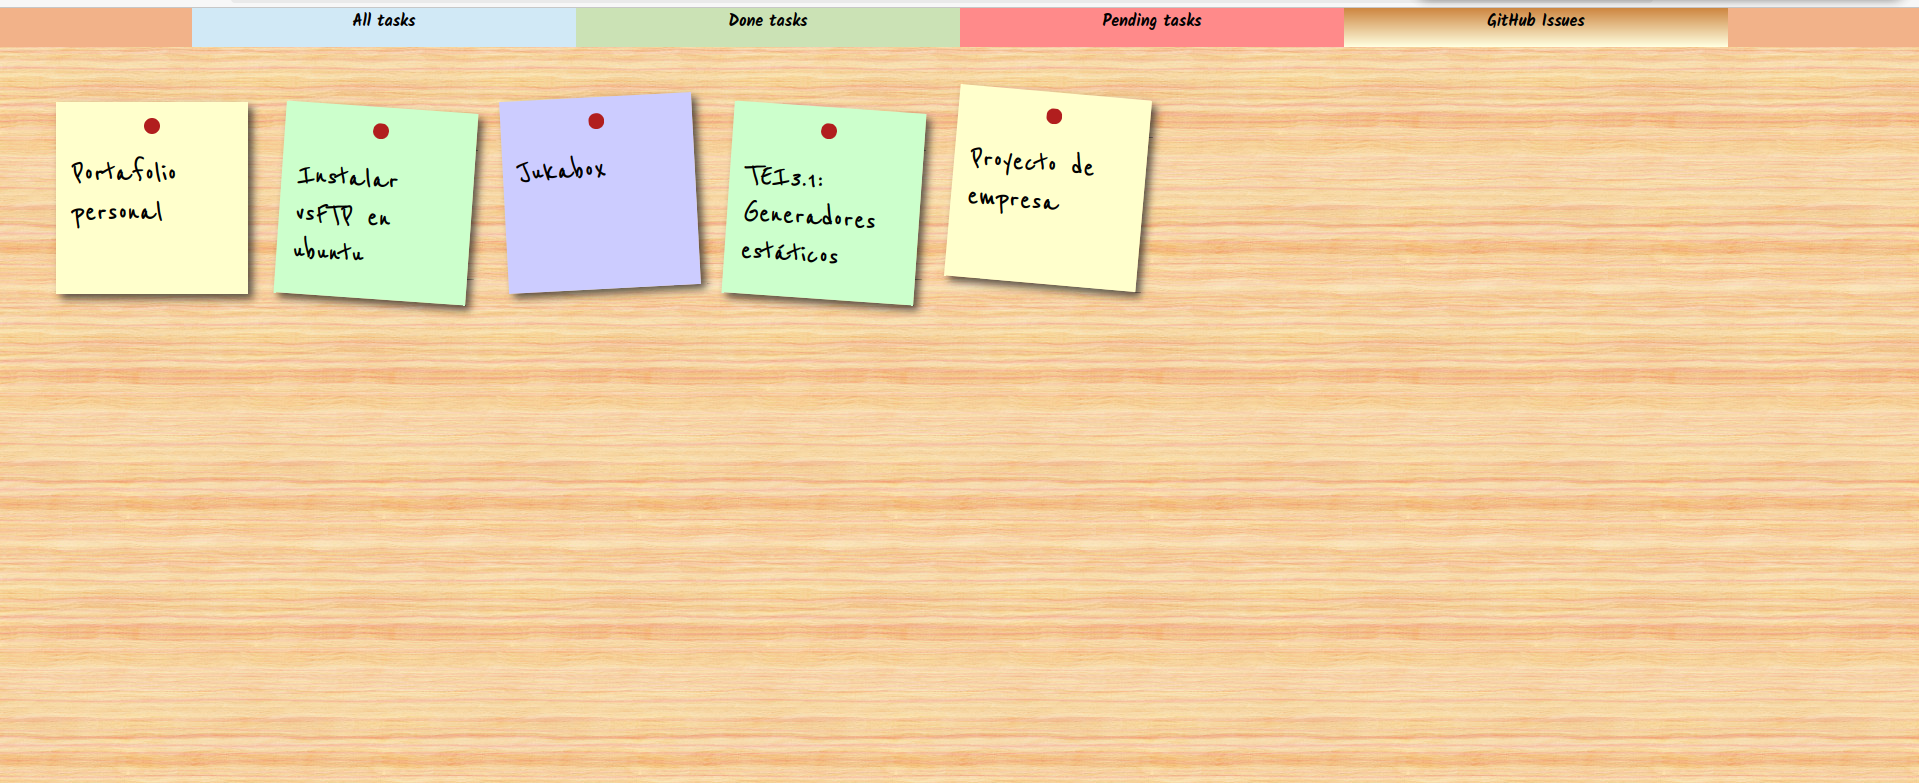 All tasks
Done tasks
Pending tasks
GitHub Issues
Portafolio
personal
Instalar
vsFTP en
ubuntu
Jukabox
TEI3.1:
Generadores
estáticos
Proyecto de
empresa